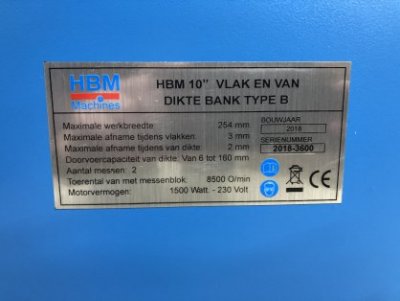 HBM
Machines
HBM 10" VLAK EN VAN
DIKTE BANK TYPE B
Maximale werkbreedte: 254 mm
Maximale afname tijdens vlakken: 3 mm
Maximale afname tijdens van dikte: 2 mm
Doorvoercapaciteit van dikte: Van 6 to 160 mm
Aantal messen: 2
Toerental van met messenblok: 8500 O/min
Motorvermogen: 1500 Watt. - 230 Volt
BOUWJAAR
2018
SERIENUMMER
2018-3600
CE